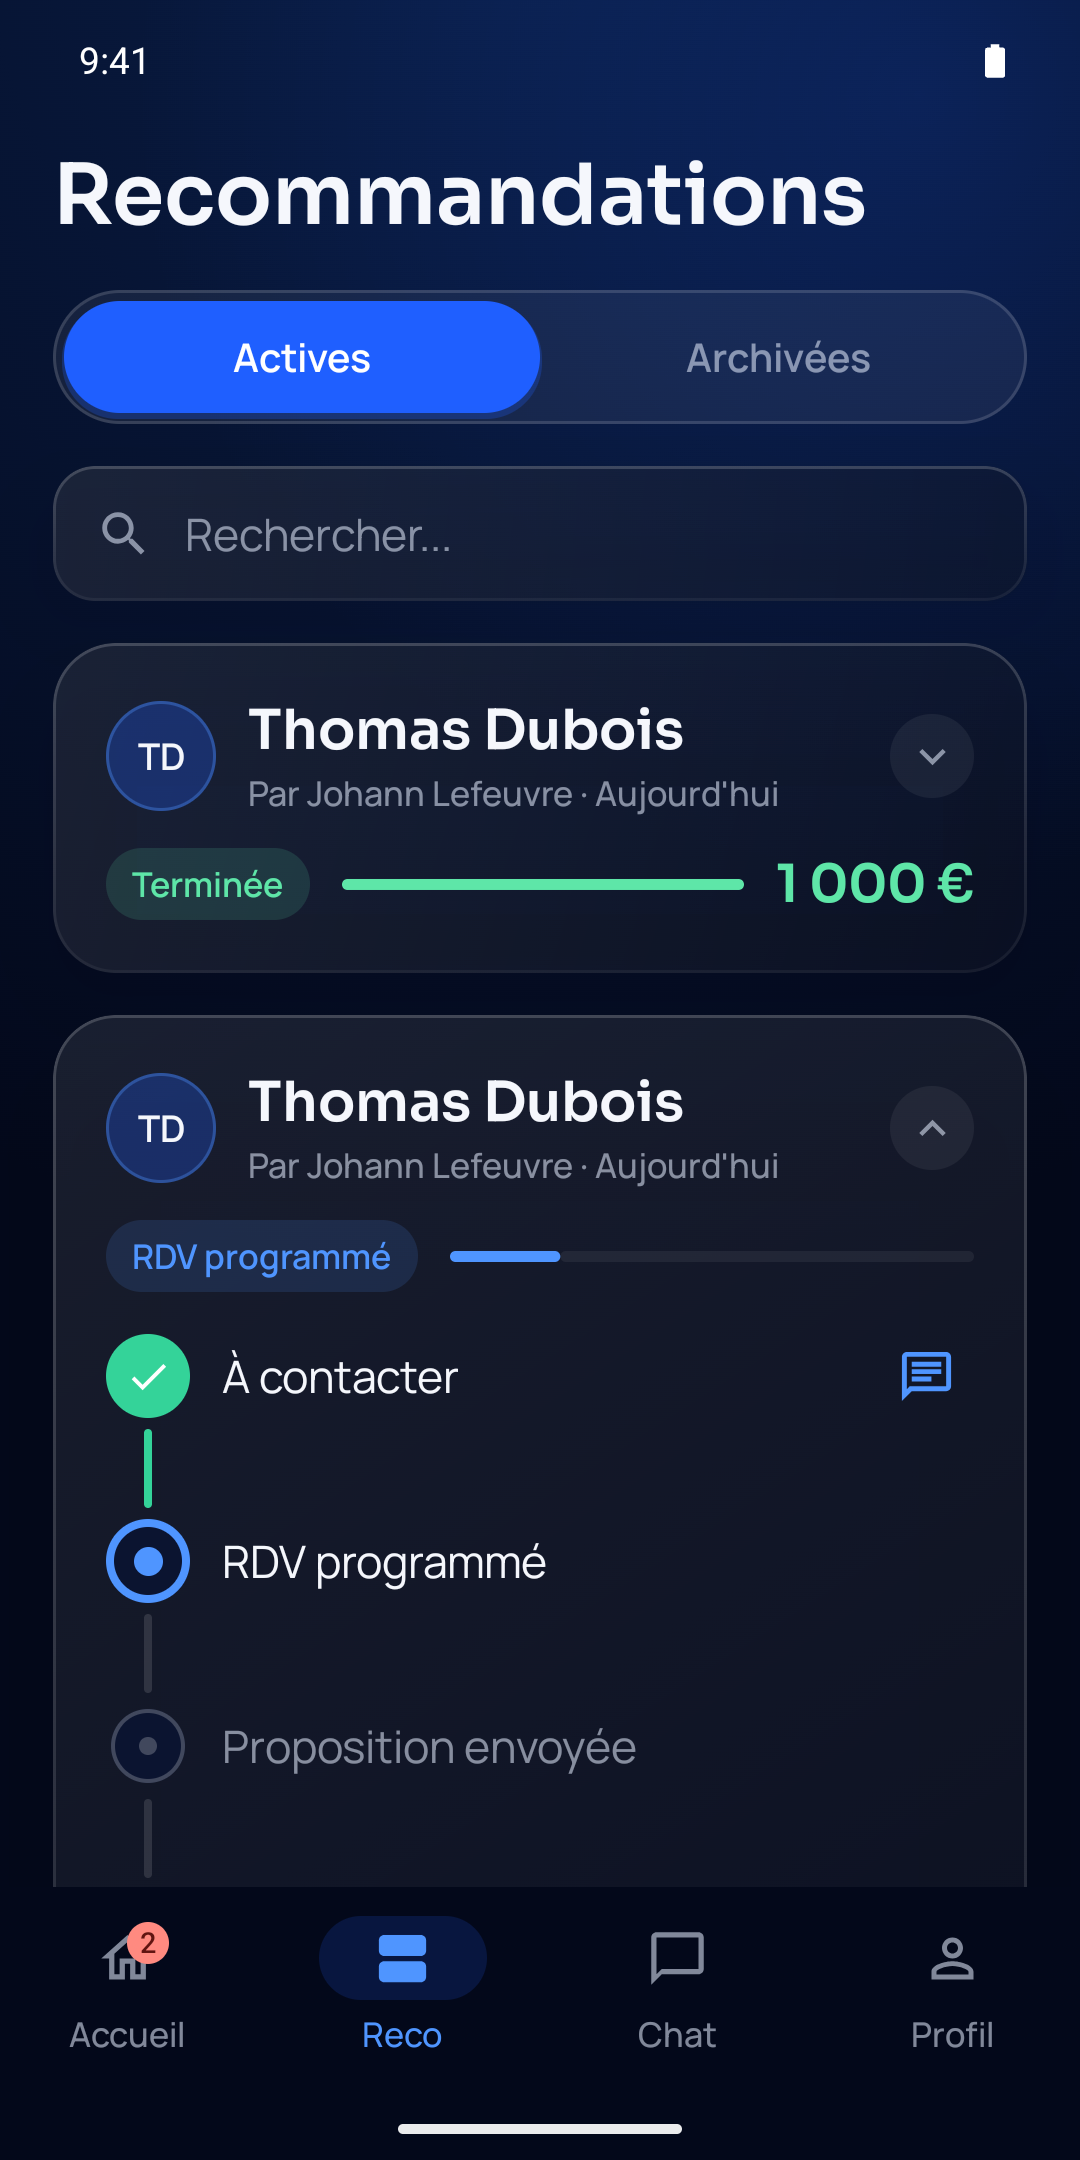 9:41
Recommandations
Actives
Archivées
Rechercher...
TD
Thomas Dubois
Par Johann Lefeuvre · Aujourd'hui
Terminée
1 000 €
TD
Thomas Dubois
Par Johann Lefeuvre · Aujourd'hui
RDV programmé
À contacter
RDV programmé
Proposition envoyée
2
Accueil
Reco
Chat
Profil